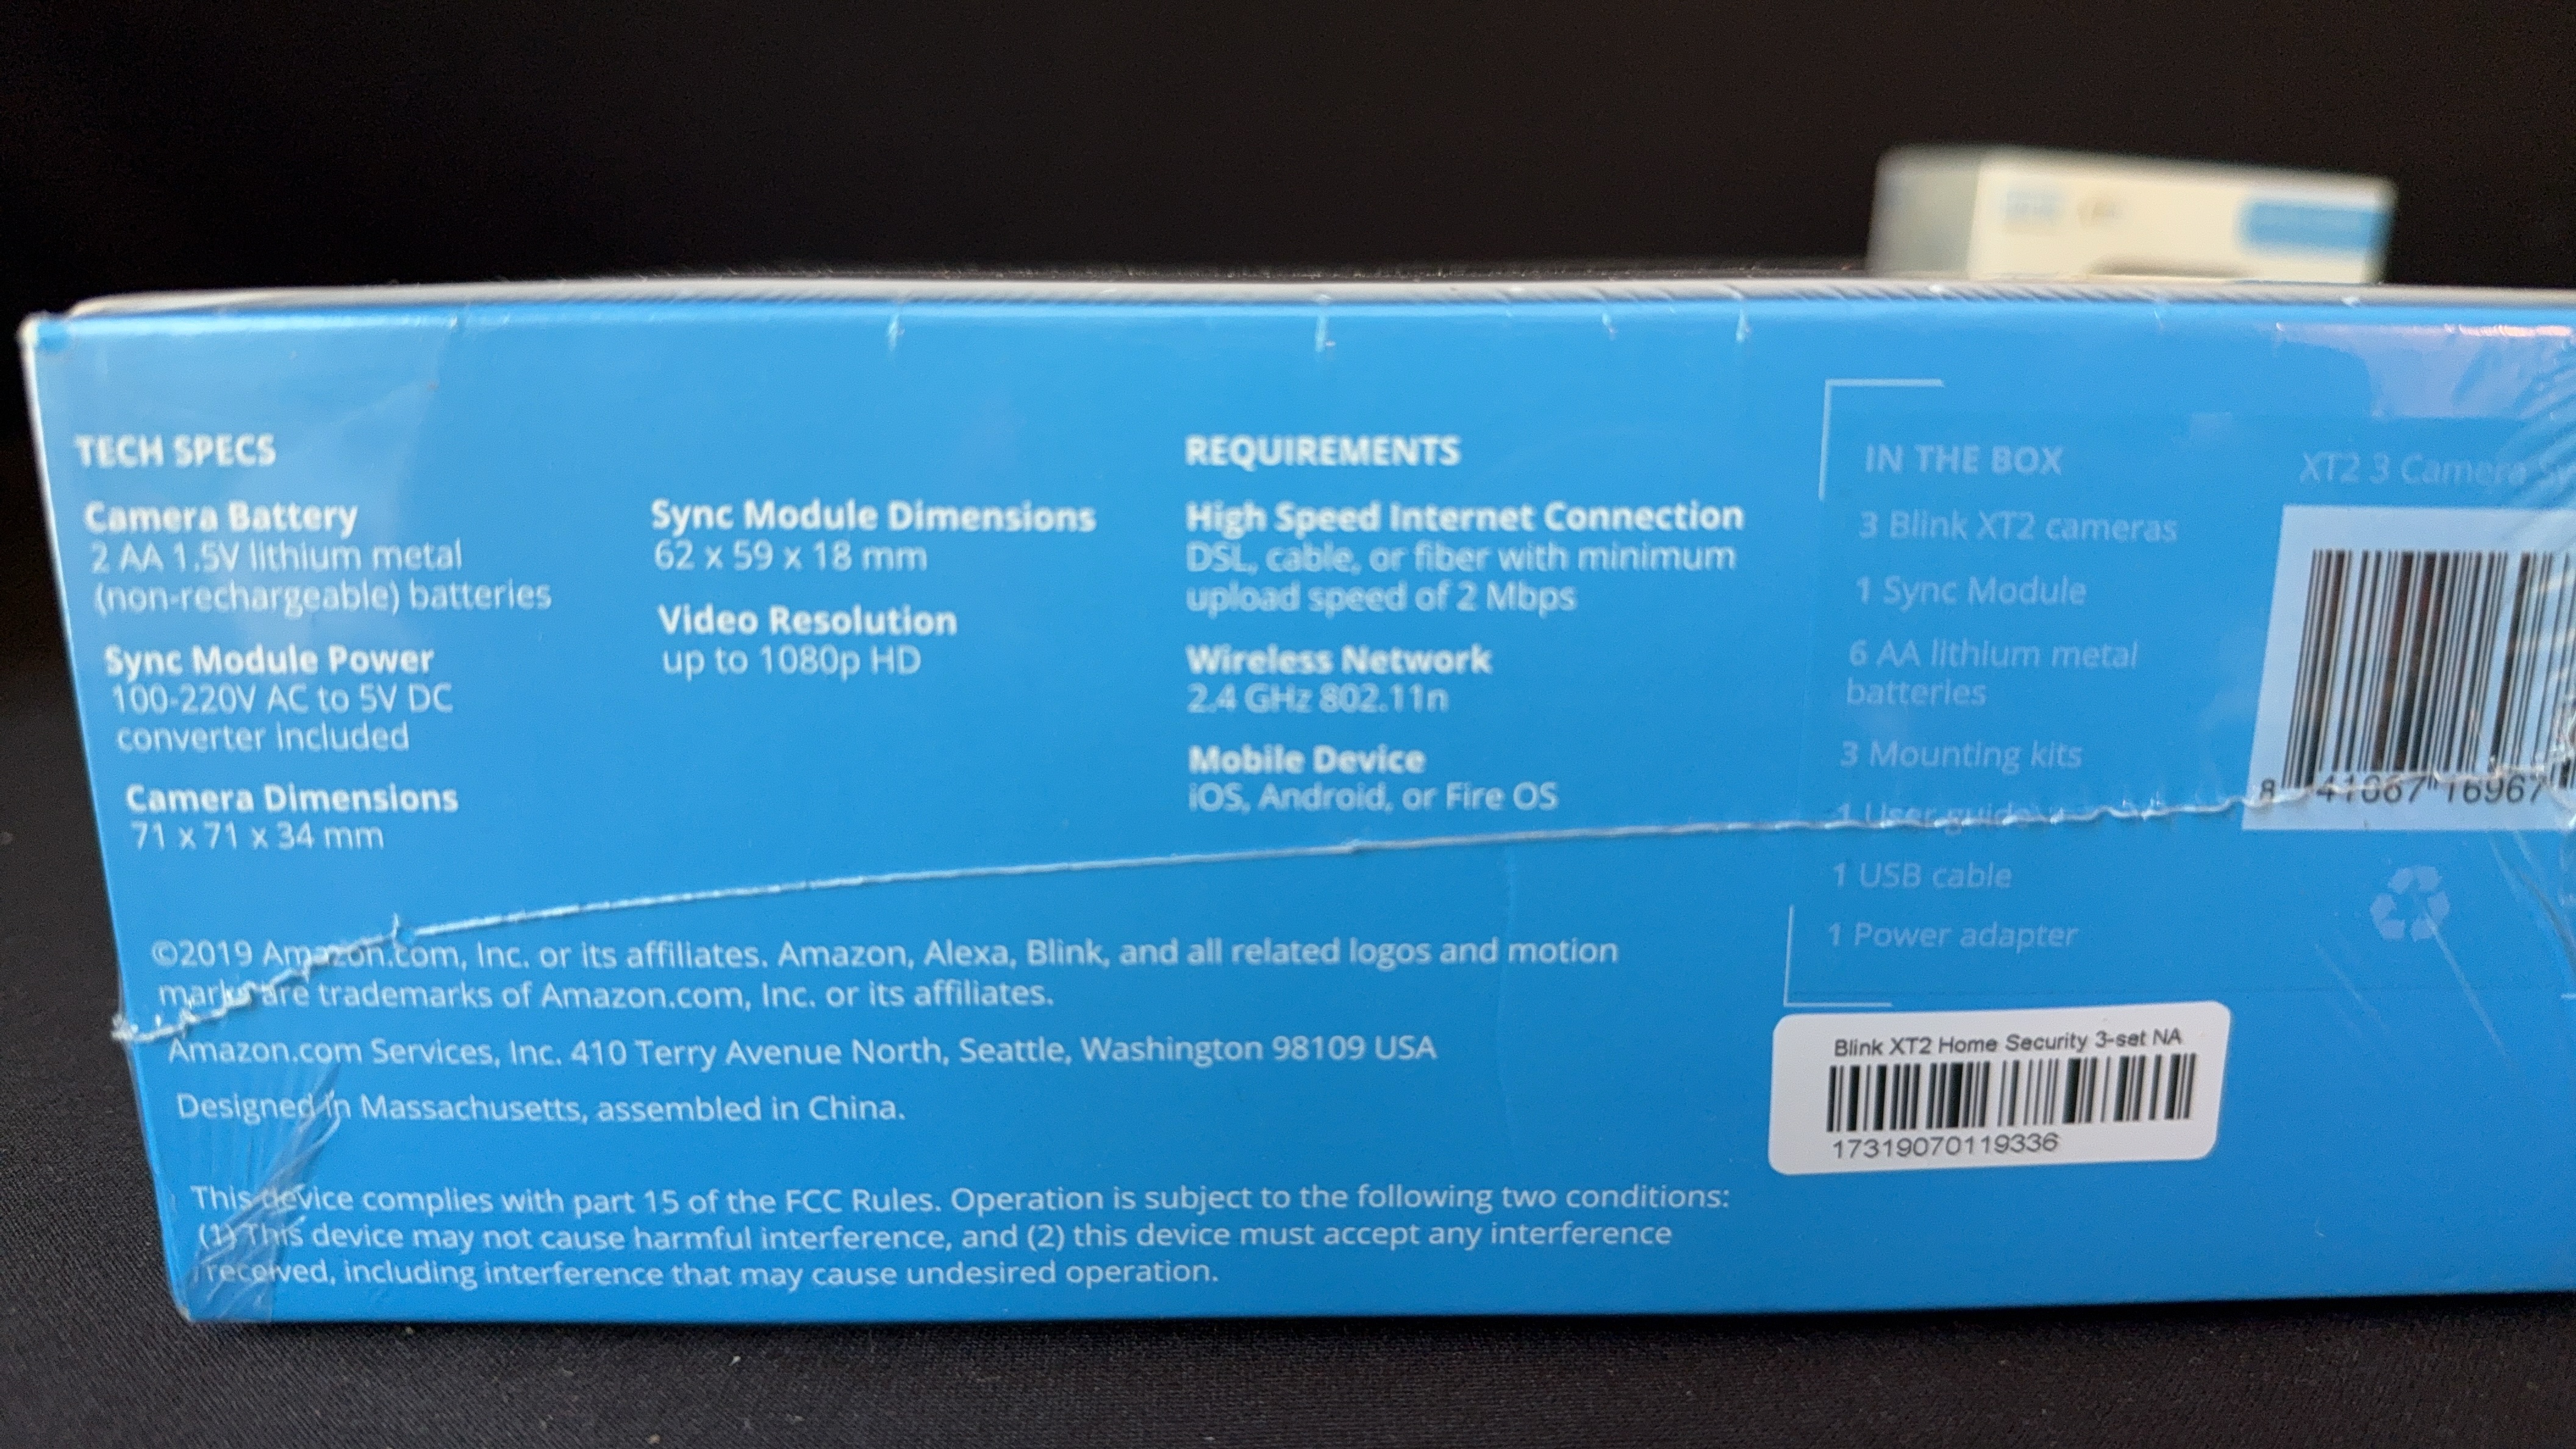 TECH SPECS
Camera Battery
2 AA 1.5V lithium metal
(non-rechargeable) batteries
Sync Module Power
100-220V AC to 5V DC
converter included
Camera Dimensions
71 x 71 x 34 mm
Sync Module Dimensions
62 x 59 x 18 mm
Video Resolution
up to 1080p HD
REQUIREMENTS
High Speed Internet Connection
DSL, cable, or fiber with minimum
upload speed of 2 Mbps
Wireless Network
2.4 GHz 802.11n
Mobile Device
iOS, Android, or Fire OS
IN THE BOX
3 Blink XT2 cameras
1 Sync Module
6 AA lithium metal
batteries
3 Mounting kits
1 User guide
1 USB cable
1 Power adapter
XT2 3 Camera
8 41667 16967
©2019 Amazon.com, Inc. or its affiliates. Amazon, Alexa, Blink, and all related logos and motion
marks are trademarks of Amazon.com, Inc. or its affiliates.
Amazon.com Services, Inc. 410 Terry Avenue North, Seattle, Washington 98109 USA
Designed in Massachusetts, assembled in China.
This device complies with part 15 of the FCC Rules. Operation is subject to the following two conditions:
(1) This device may not cause harmful interference, and (2) this device must accept any interference
received, including interference that may cause undesired operation.
Blink XT2 Home Security 3-set NA
17319070119336